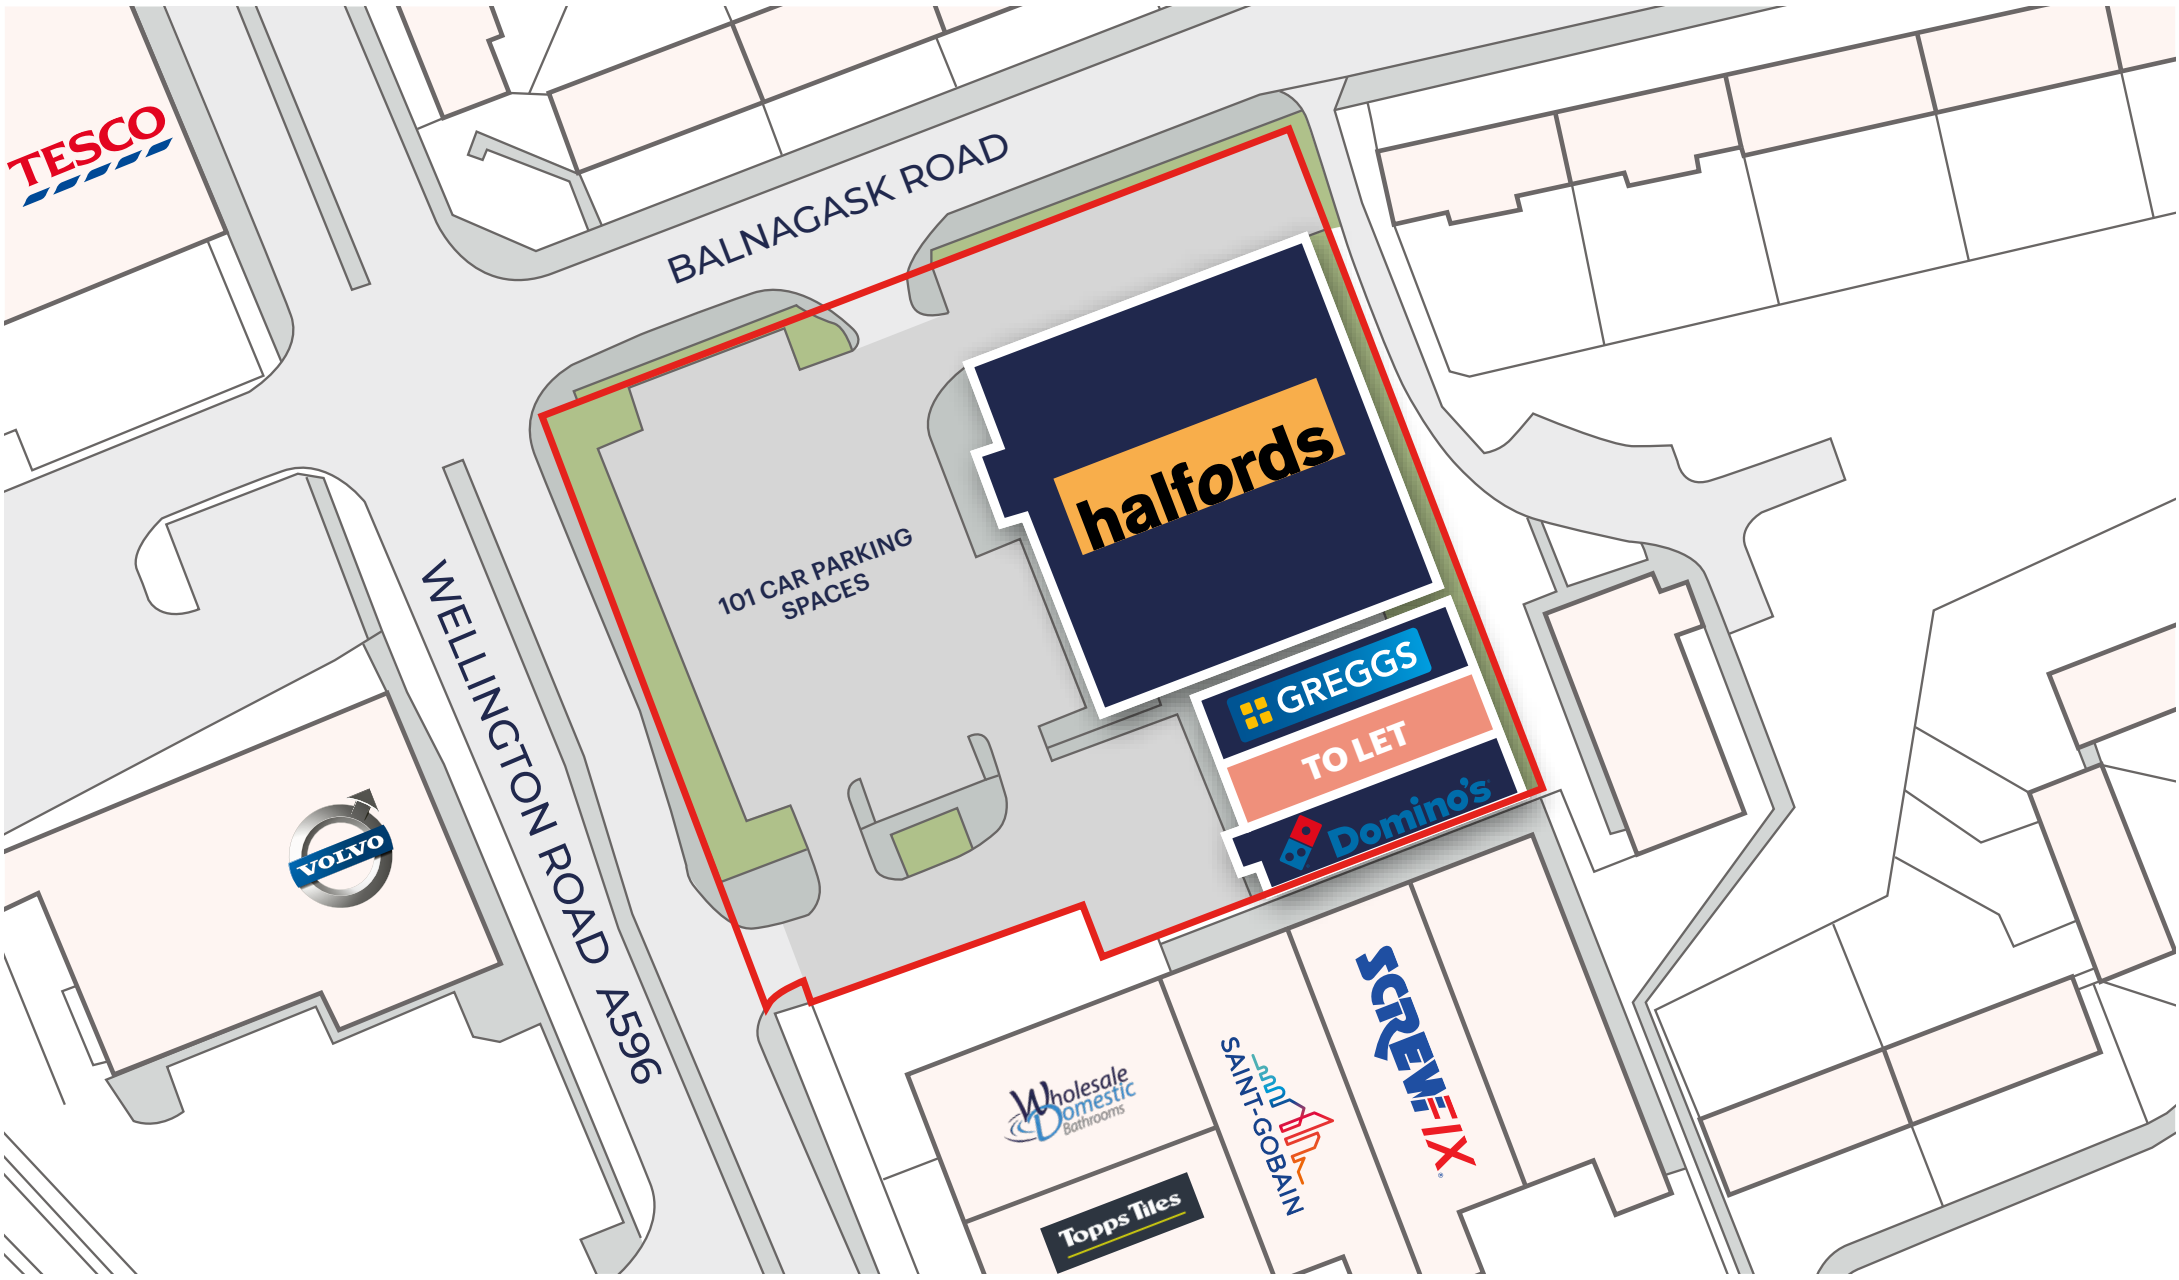 TESCO
BALNAGASK ROAD
halfords
101 CAR PARKING
SPACES
GREGGS
TO LET
Domino's
WELLINGTON ROAD A596
VOLVO
SCREWFIX
SAINT-GOBAIN
Wholesale
Domestic
Bathrooms
Topps Tiles